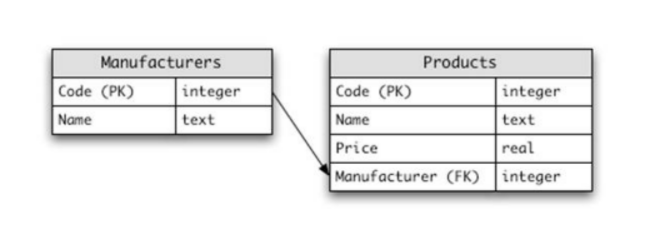 Manufacturers
Code (PK) integer
Name text
Products
Code (PK) integer
Name text
Price real
Manufacturer (FK) integer